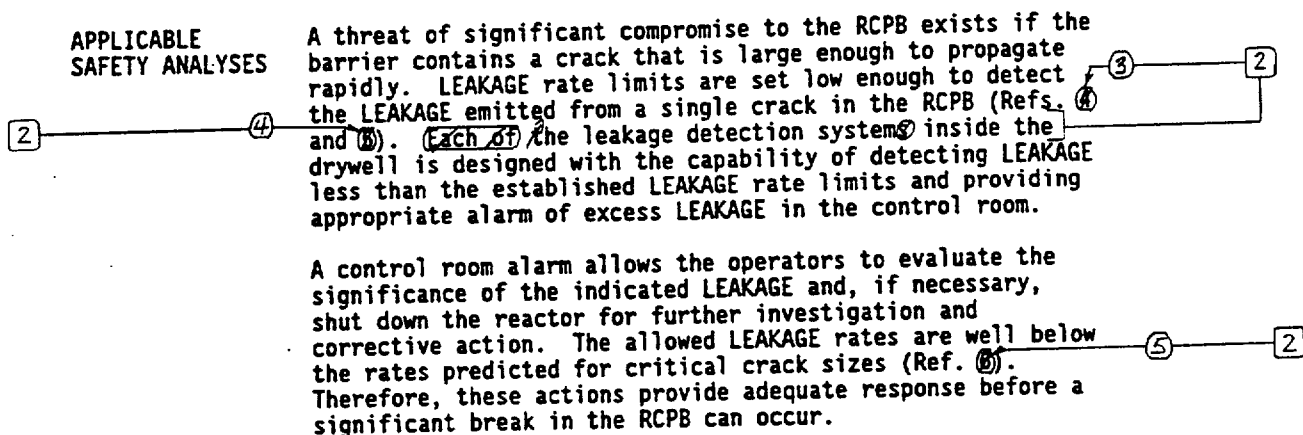 APPLICABLE
SAFETY ANALYSES
A threat of significant compromise to the RCPB exists if the
barrier contains a crack that is large enough to propagate
rapidly. LEAKAGE rate limits are set low enough to detect
the LEAKAGE emitted from a single crack in the RCPB (Refs. 4
and 5). Each of the leakage detection systems inside the
drywell is designed with the capability of detecting LEAKAGE
less than the established LEAKAGE rate limits and providing
appropriate alarm of excess LEAKAGE in the control room.
3 2
2 4
A control room alarm allows the operators to evaluate the
significance of the indicated LEAKAGE and, if necessary,
shut down the reactor for further investigation and
corrective action. The allowed LEAKAGE rates are well below
the rates predicted for critical crack sizes (Ref. 6).
Therefore, these actions provide adequate response before a
significant break in the RCPB can occur.
5 2